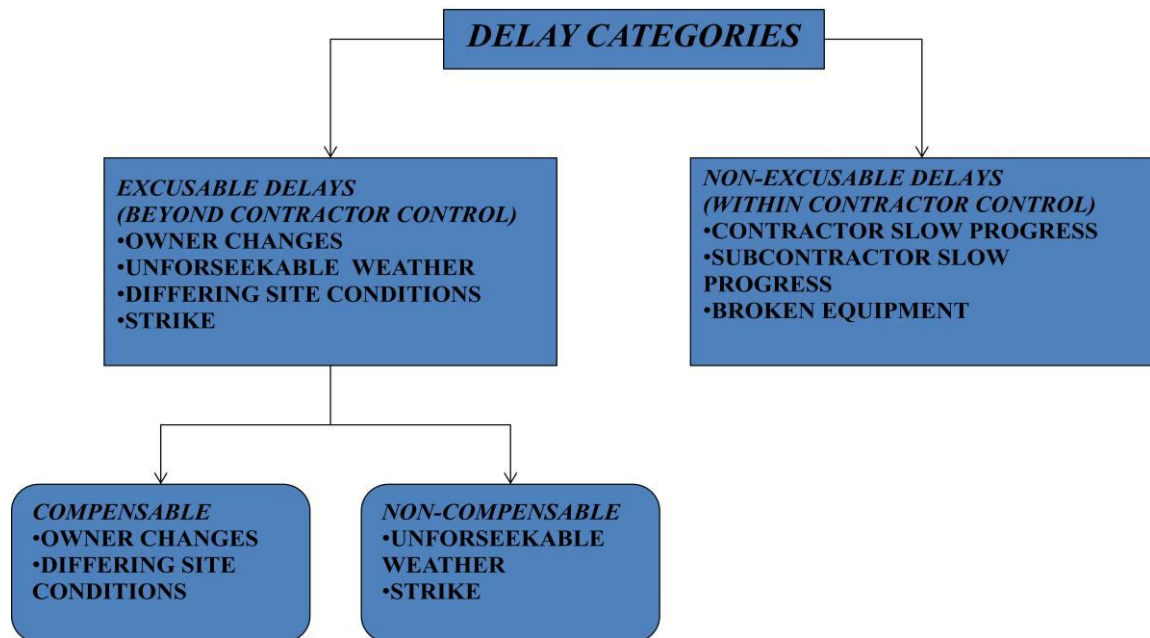 DELAY CATEGORIES
EXCUSABLE DELAYS
(BEYOND CONTRACTOR CONTROL)
•OWNER CHANGES
•UNFORSEEKABLE WEATHER
•DIFFERING SITE CONDITIONS
•STRIKE
NON-EXCUSABLE DELAYS
(WITHIN CONTRACTOR CONTROL)
•CONTRACTOR SLOW PROGRESS
•SUBCONTRACTOR SLOW
PROGRESS
•BROKEN EQUIPMENT
COMPENSABLE
•OWNER CHANGES
•DIFFERING SITE
CONDITIONS
NON-COMPENSABLE
•UNFORSEEKABLE
WEATHER
•STRIKE